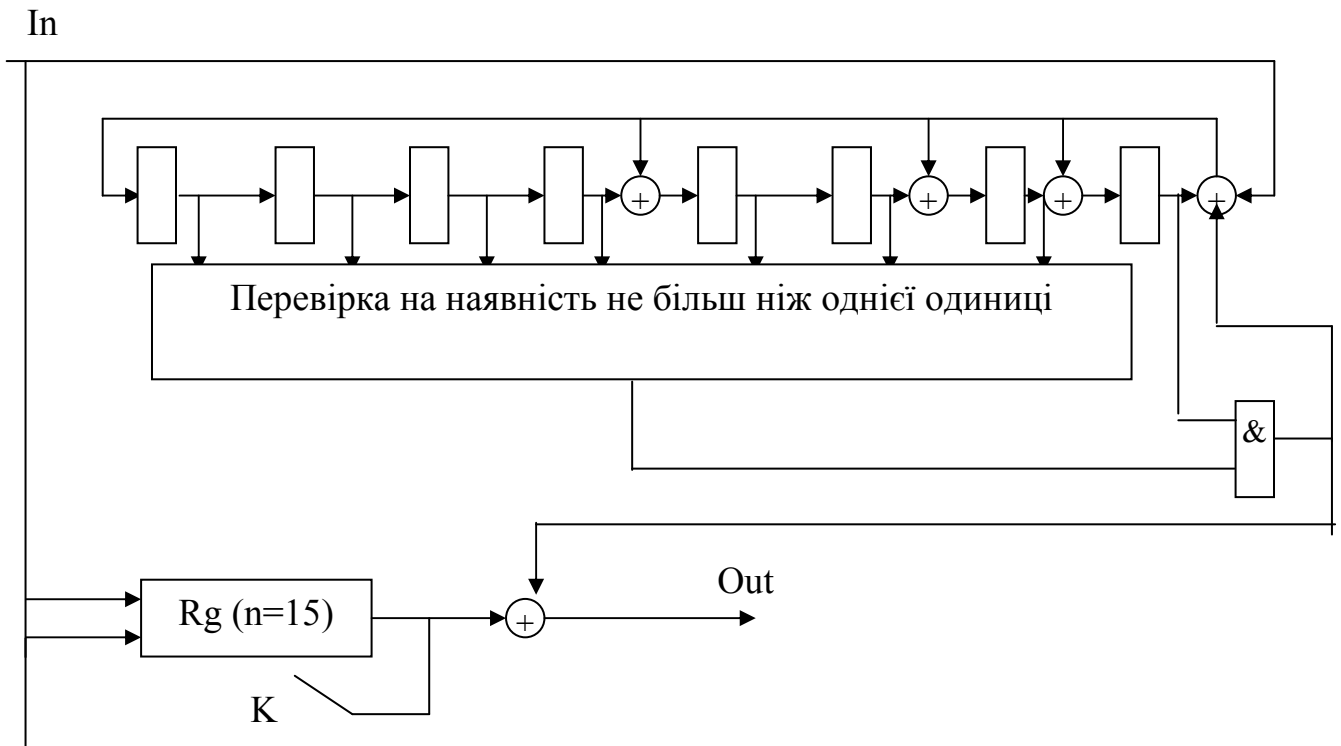 In
+
+
+
+
Перевірка на наявність не більш ніж однієї одиниці
&
Out
Rg (n=15)
+
K